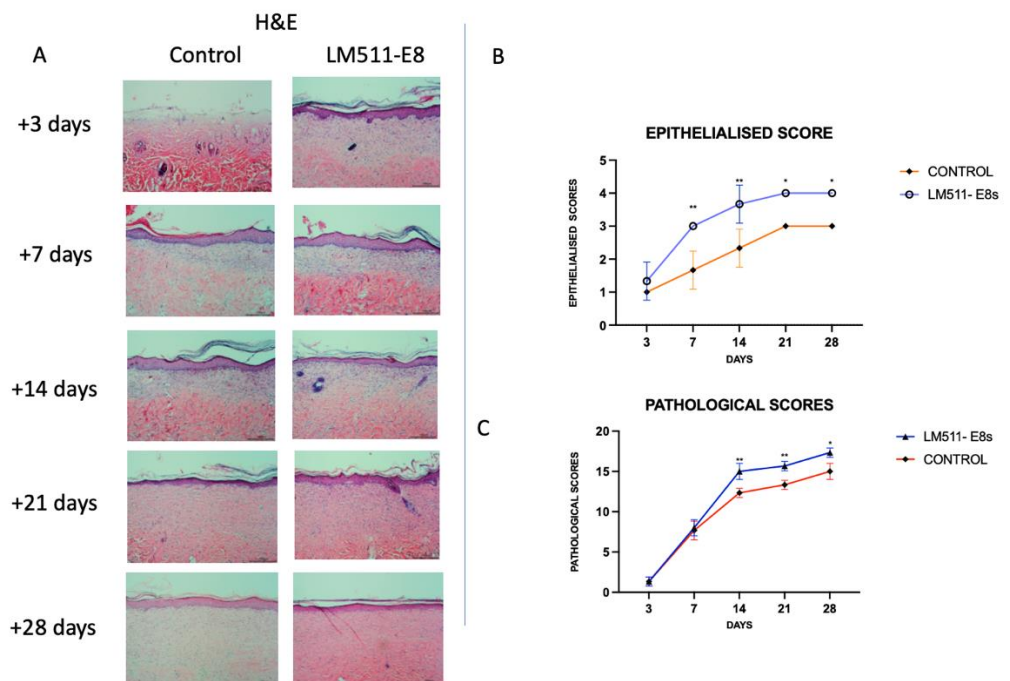 H&E
A
Control
LM511-E8
+3 days
+7 days
+14 days
+21 days
+28 days
B
EPITHELIALISED SCORE
EPITHELIALISED SCORES
5
4
3
2
1
0
**
**
*
*
3
7
14
21
28
DAYS
CONTROL
LM511- E8s
C
PATHOLOGICAL SCORES
PATHOLOGICAL SCORES
20
15
10
5
0
**
**
*
3
7
14
21
28
DAYS
LM511- E8s
CONTROL